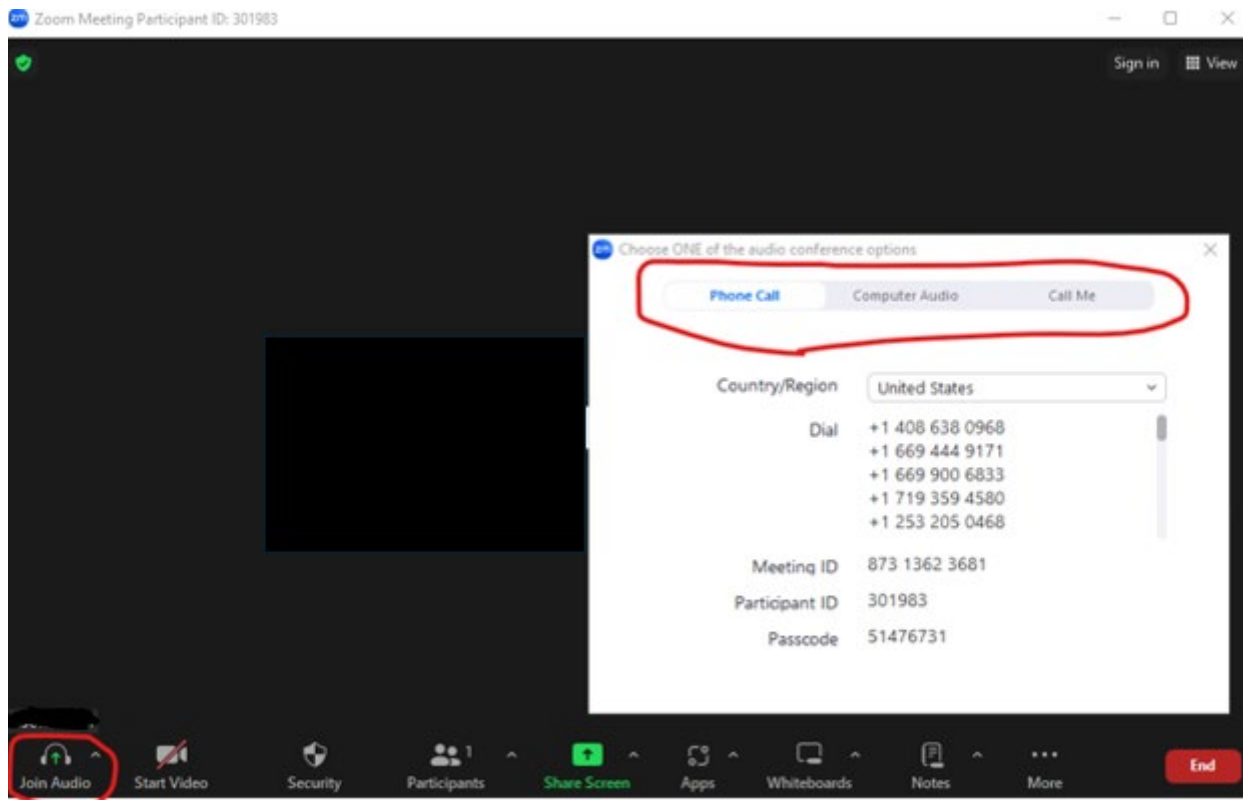 zm Zoom Meeting Participant ID: 301983
Sign in View
zm Choose ONE of the audio conference options
Phone Call Computer Audio Call Me
Country/Region United States
Dial +1 408 638 0968
+1 669 444 9171
+1 669 900 6833
+1 719 359 4580
+1 253 205 0468
Meeting ID 873 1362 3681
Participant ID 301983
Passcode 51476731
1
Join Audio Start Video Security Participants Share Screen Apps Whiteboards Notes More End